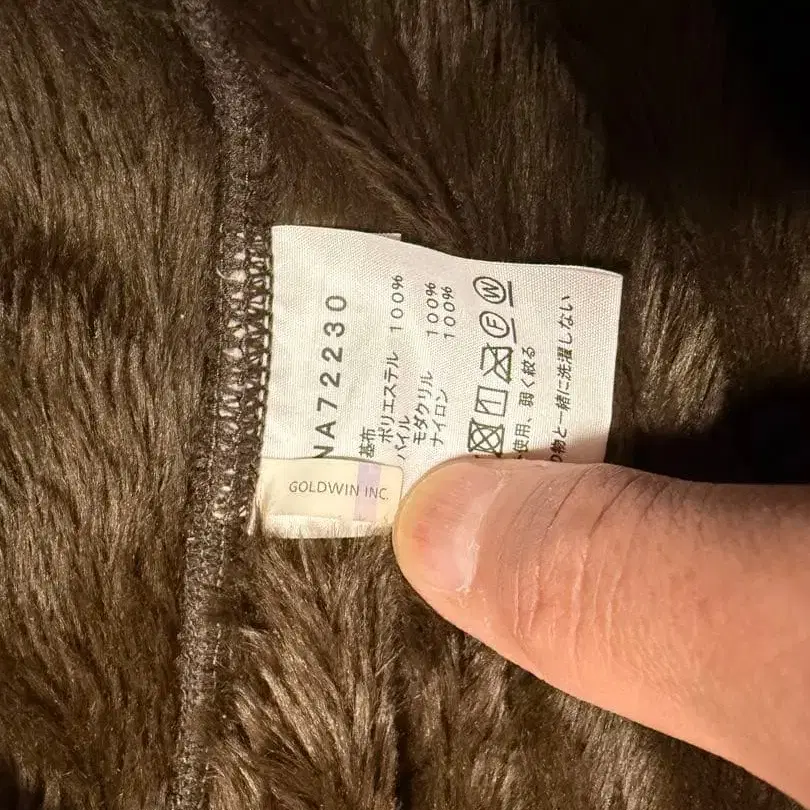 NA72230
基布
ポリエステル 100%
パイル
モダクリル 100%
ナイロン 100%
F W
使用、弱く絞る
物と一緒に洗濯しない
GOLDWIN INC.